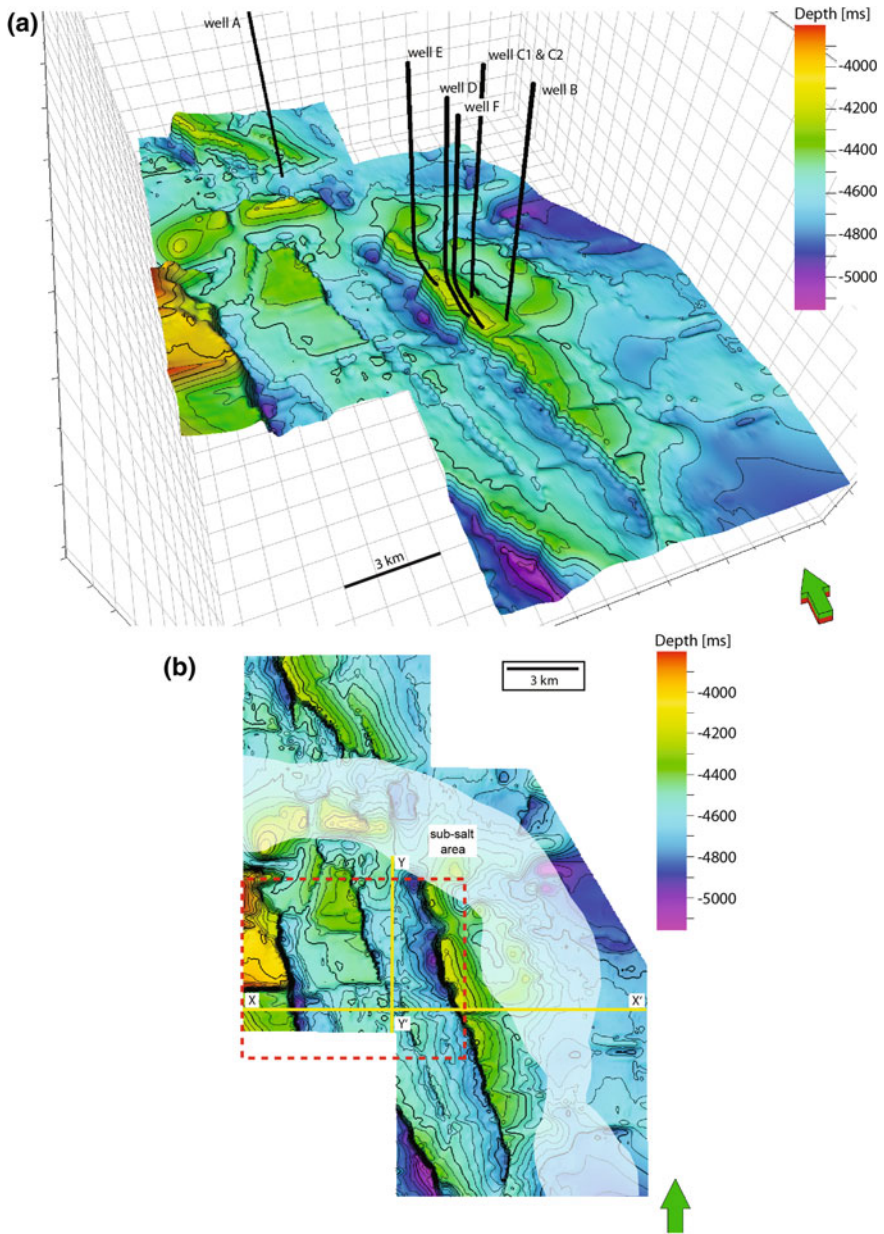 (a)
well A
well E
well C1 & C2
well D
well B
well F
Depth [ms]
-4000
-4200
-4400
-4600
-4800
-5000
3 km
(b)
3 km
Depth [ms]
-4000
-4200
-4400
-4600
-4800
-5000
sub-salt
area
Y
X
X'
Y'